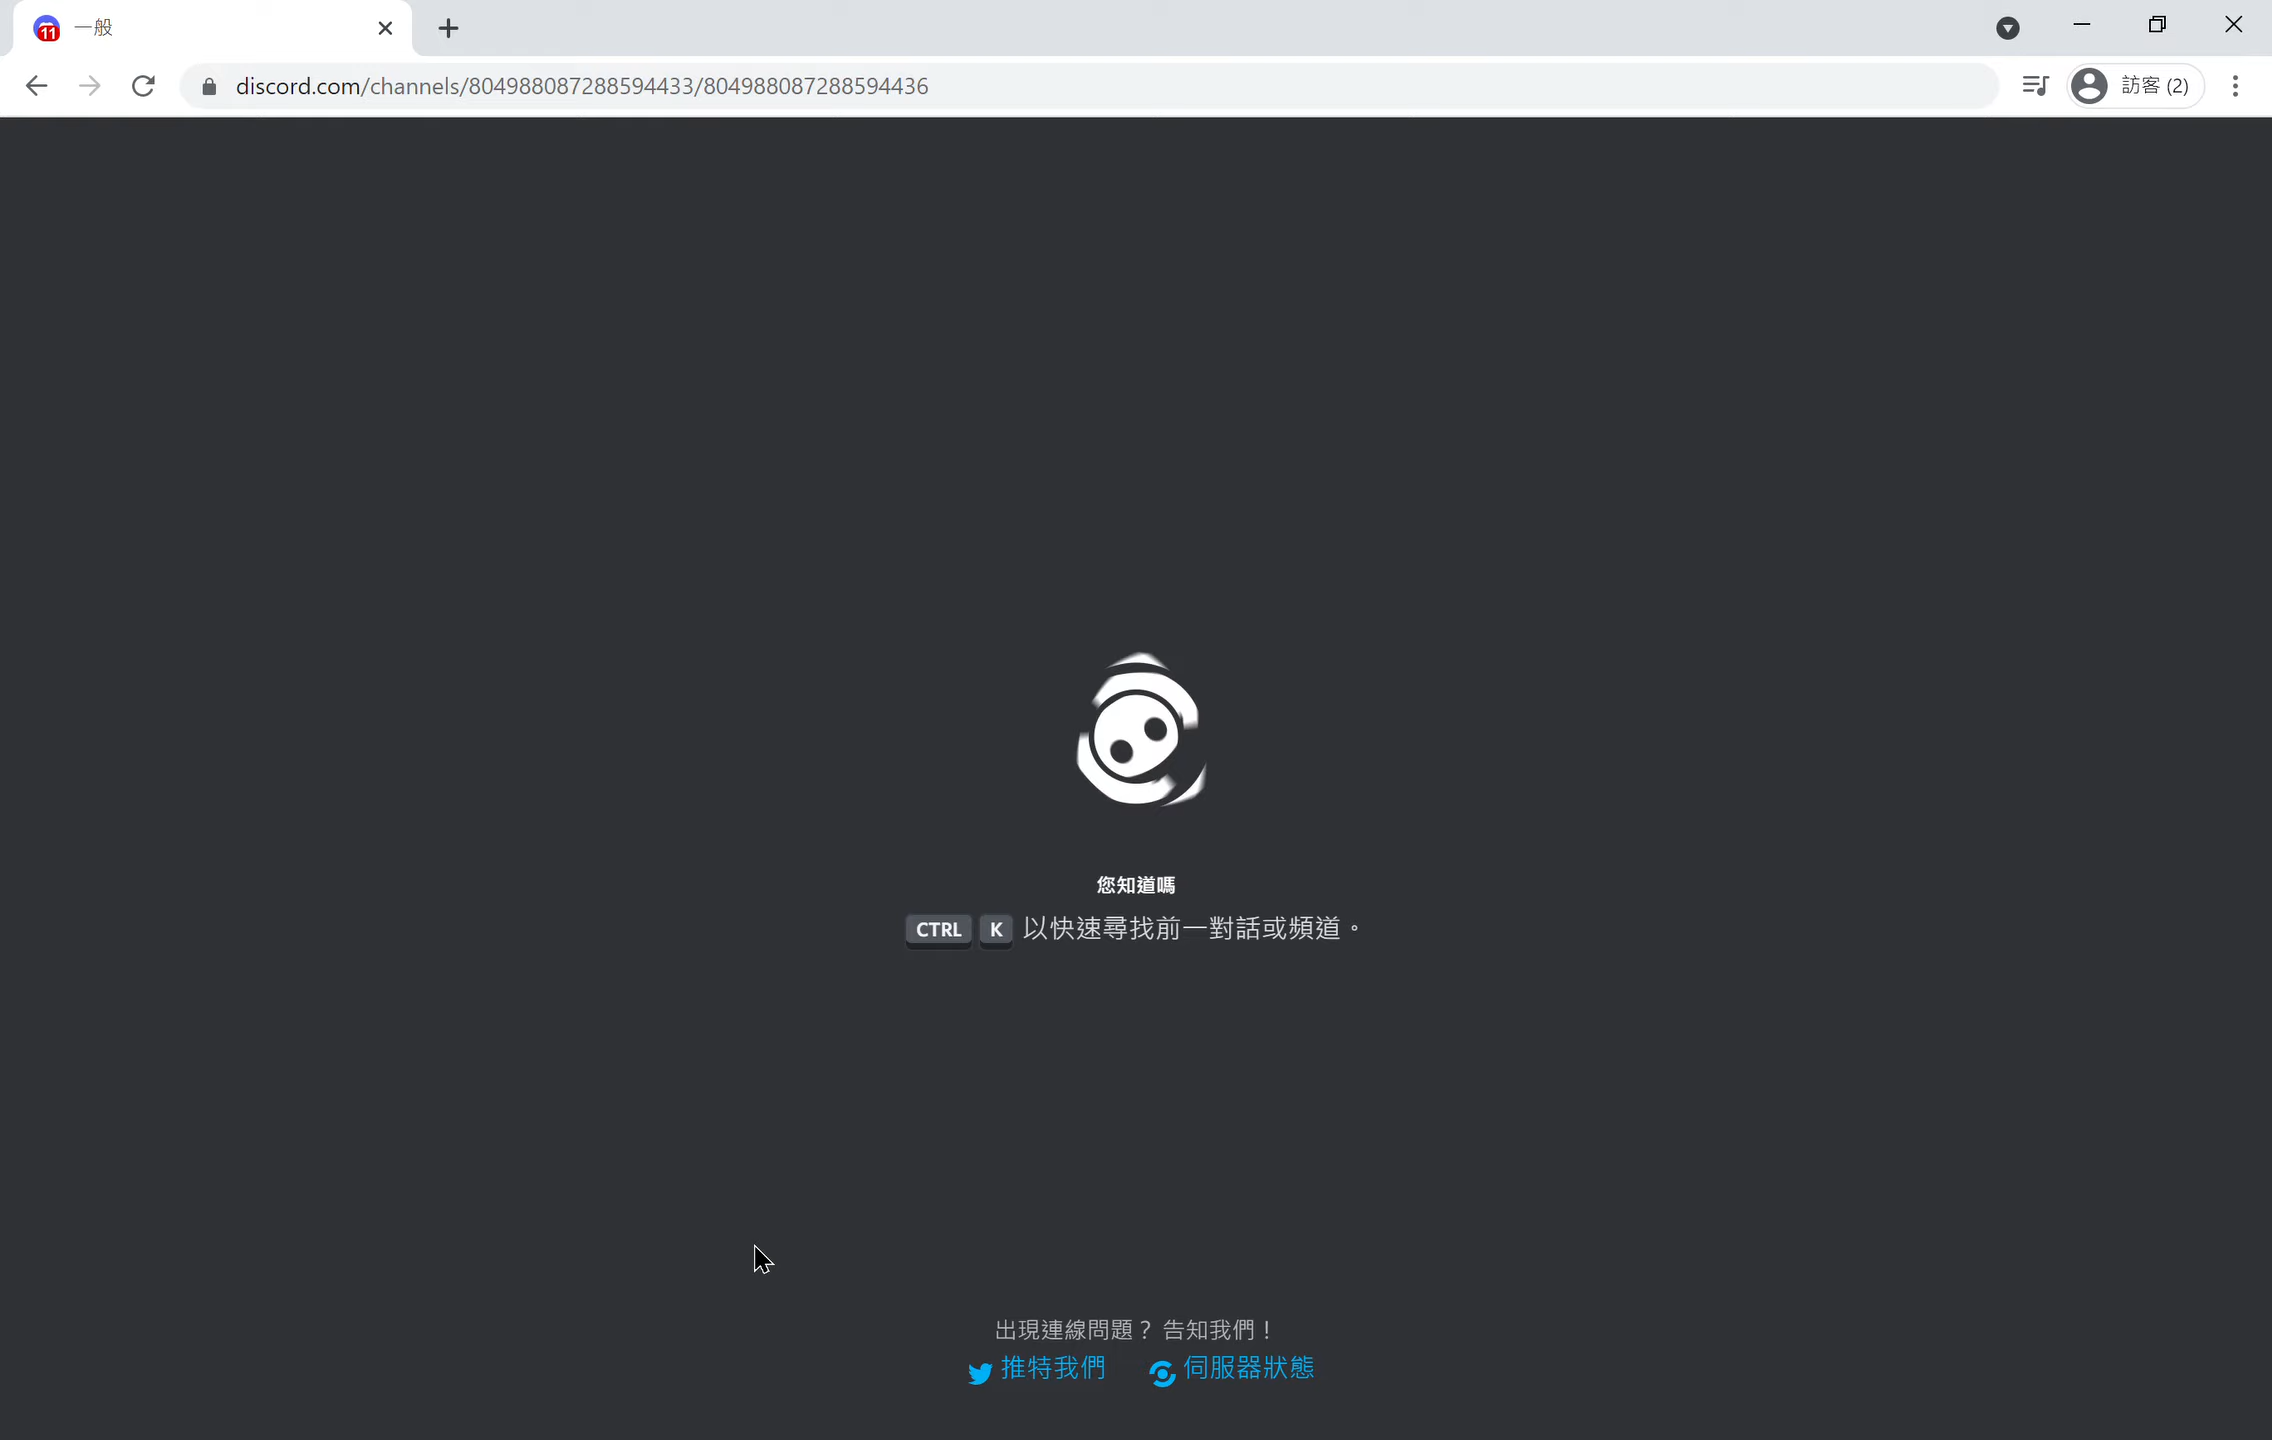 11 一般
discord.com/channels/804988087288594433/804988087288594436
訪客 (2)
您知道嗎
CTRL K 以快速尋找前一對話或頻道。
出現連線問題？ 告知我們！
推特我們 伺服器狀態